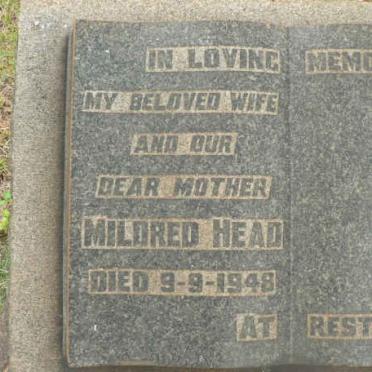 IN LOVING MEMO
MY BELOVED WIFE
AND OUR
DEAR MOTHER
MILDRED HEAD
DIED 9-9-1948
AT REST